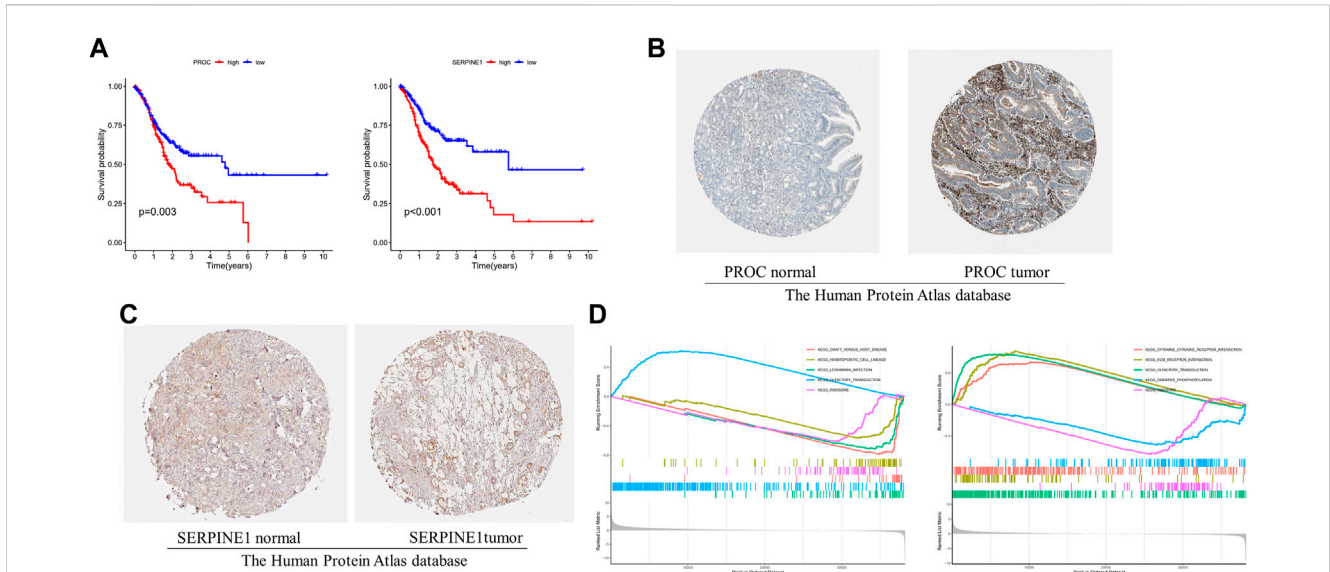 A
PROC high low
Survival probability
1.00
0.75
0.50
0.25
0.00
p=0.003
0 1 2 3 4 5 6 7 8 9 10
Time(years)
SERPINE1 high low
Survival probability
1.00
0.75
0.50
0.25
0.00
p<0.001
0 1 2 3 4 5 6 7 8 9 10
Time(years)
B
PROC normal
PROC tumor
The Human Protein Atlas database
C
SERPINE1 normal
SERPINE1tumor
The Human Protein Atlas database
D
KEGG_GRAFT_VERSUS_HOST_DISEASE
KEGG_HEMATOPOIETIC_CELL_LINEAGE
KEGG_LEISHMANIA_INFECTION
KEGG_OLFACTORY_TRANSDUCTION
KEGG_RIBOSOME
Running Enrichment Score
Ranked List Metric
KEGG_CYTOKINE_CYTOKINE_RECEPTOR_INTERACTION
KEGG_ECM_RECEPTOR_INTERACTION
KEGG_OLFACTORY_TRANSDUCTION
KEGG_OXIDATIVE_PHOSPHORYLATION
Running Enrichment Score
Ranked List Metric